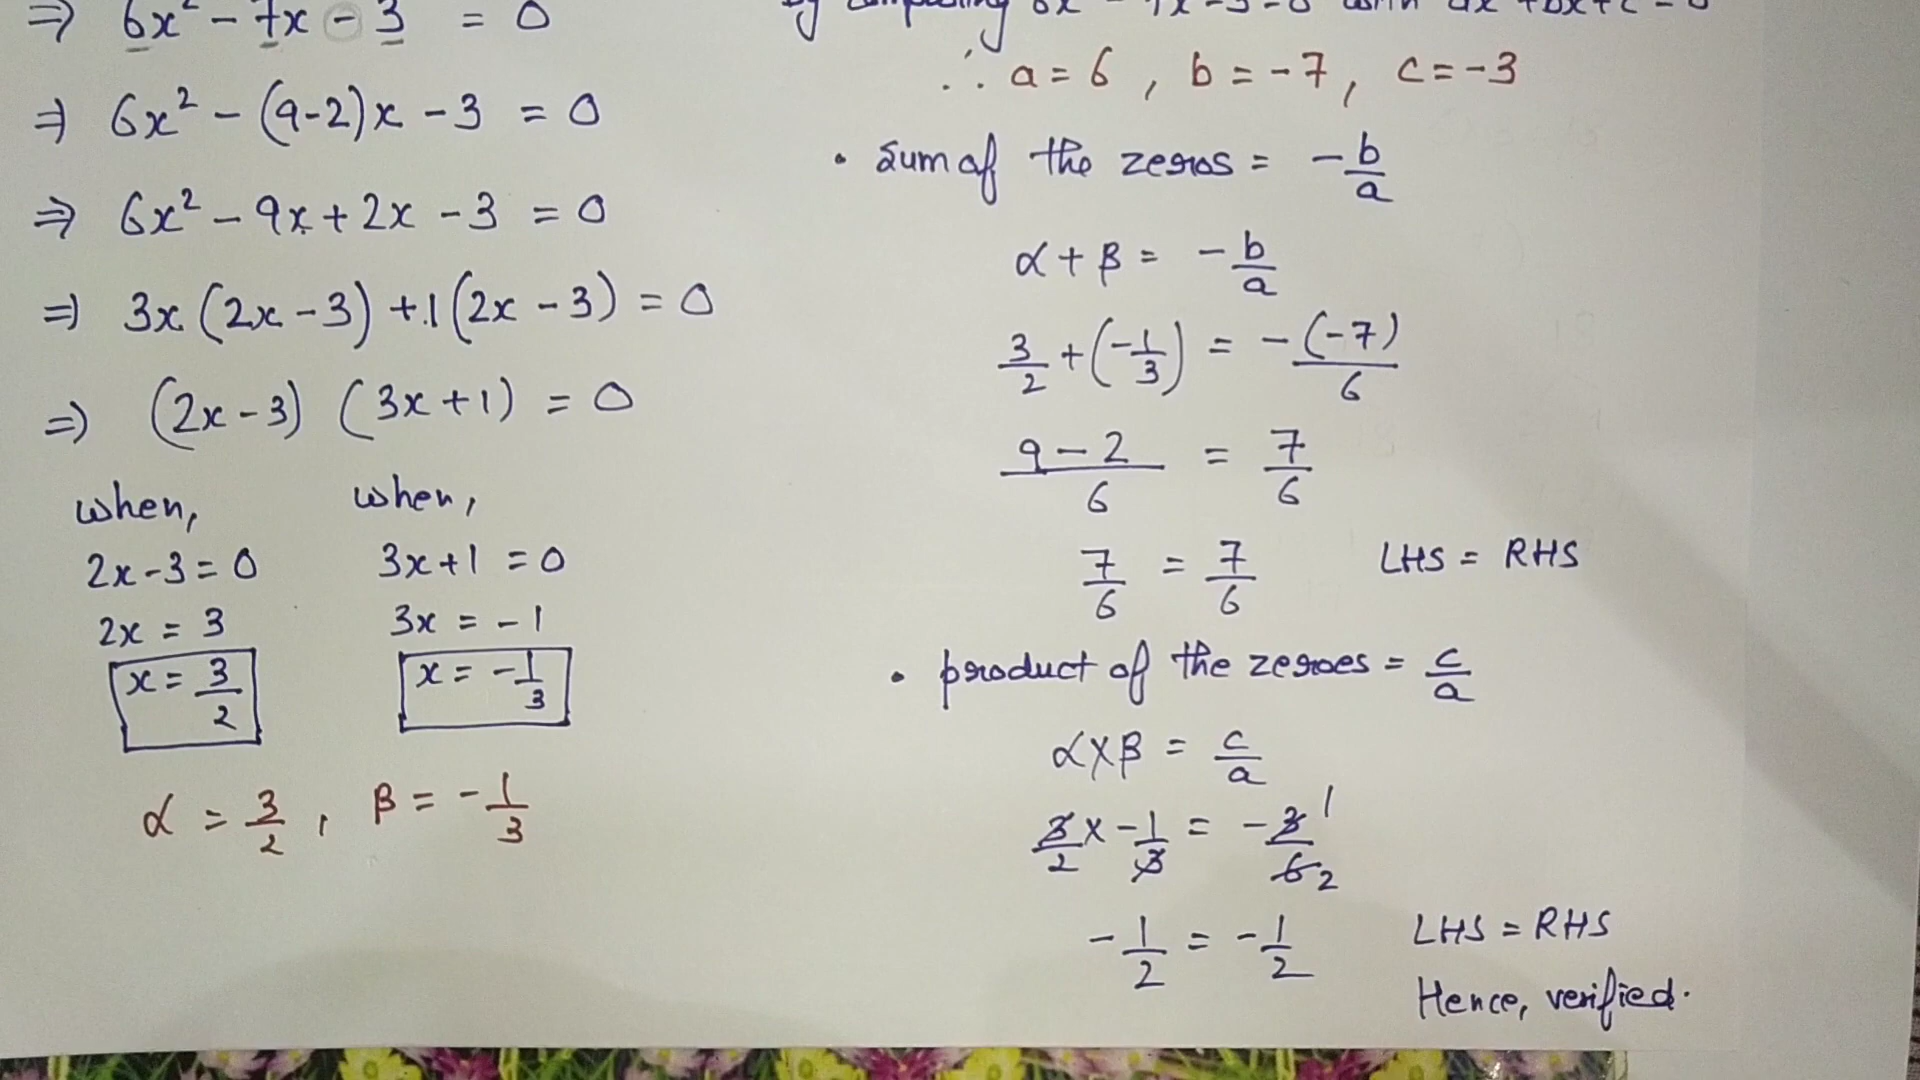 ⇒ 6x² - 7x - 3 = 0
⇒ 6x² - (9-2)x - 3 = 0
⇒ 6x² - 9x + 2x - 3 = 0
⇒ 3x(2x-3) + 1(2x-3) = 0
⇒ (2x-3) (3x+1) = 0
when, when,
2x-3 = 0 3x+1 = 0
2x = 3 3x = -1
x = 3/2 x = -1/3
α = 3/2 , β = -1/3
∴ a = 6 , b = -7 , c = -3
• Sum of the zeros = -b/a
α + β = -b/a
3/2 + (-1/3) = -(-7)/6
9-2/6 = 7/6
7/6 = 7/6 LHS = RHS
• product of the zeroes = c/a
α x β = c/a
3/2 x -1/3 = -3/6 1 2
-1/2 = -1/2 LHS = RHS
Hence, verified.